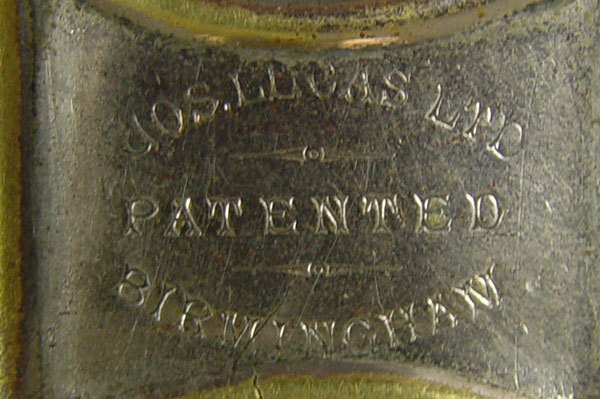 JOS. LUCAS LTD
PATENTED
BIRMINGHAM